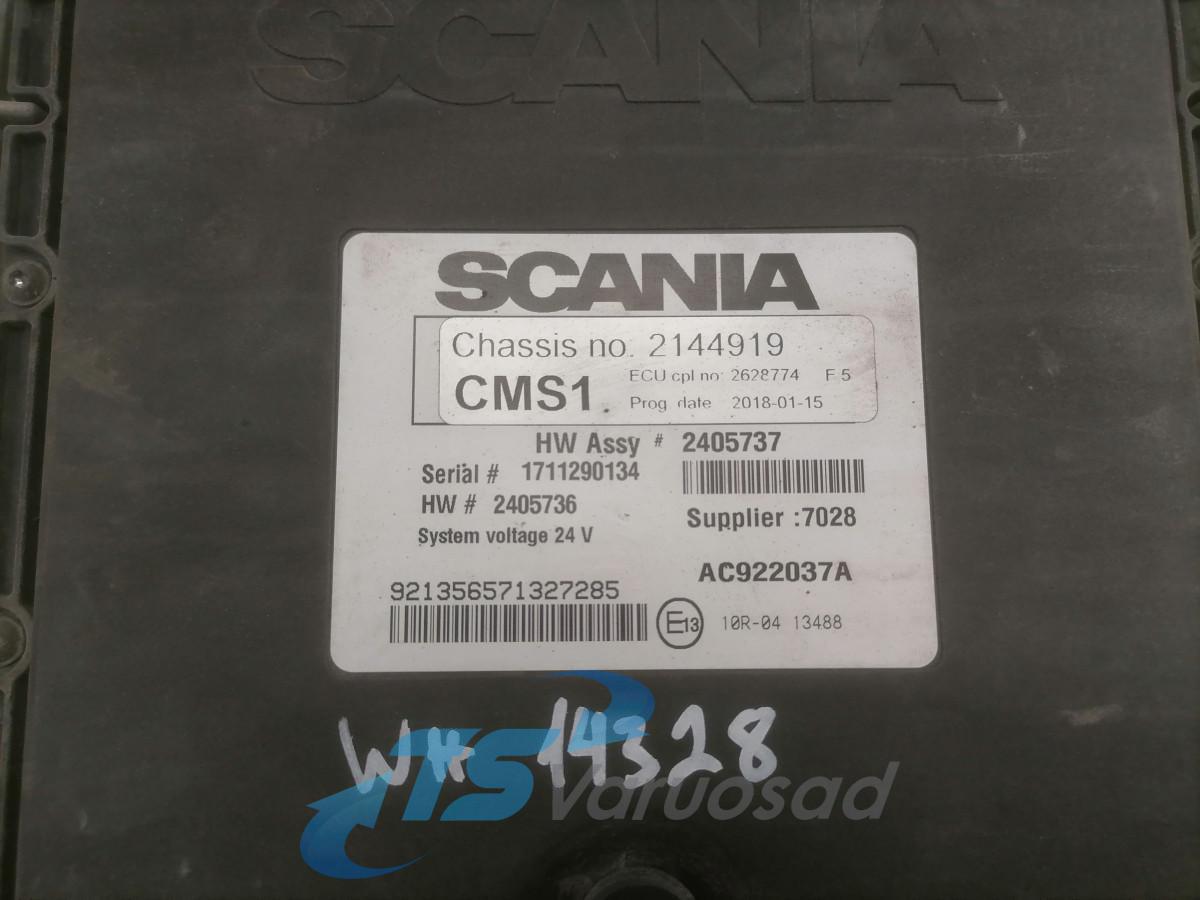 SCANIA
SCANIA
Chassis no. 2144919
CMS1 ECU cpl no: 2628774 F 5
Prog date 2018-01-15
HW Assy # 2405737
Serial # 1711290134
HW # 2405736
Supplier :7028
System voltage 24 V
AC922037A
921356571327285
E13 10R-04 13488
WH 14328
TS Varuosad